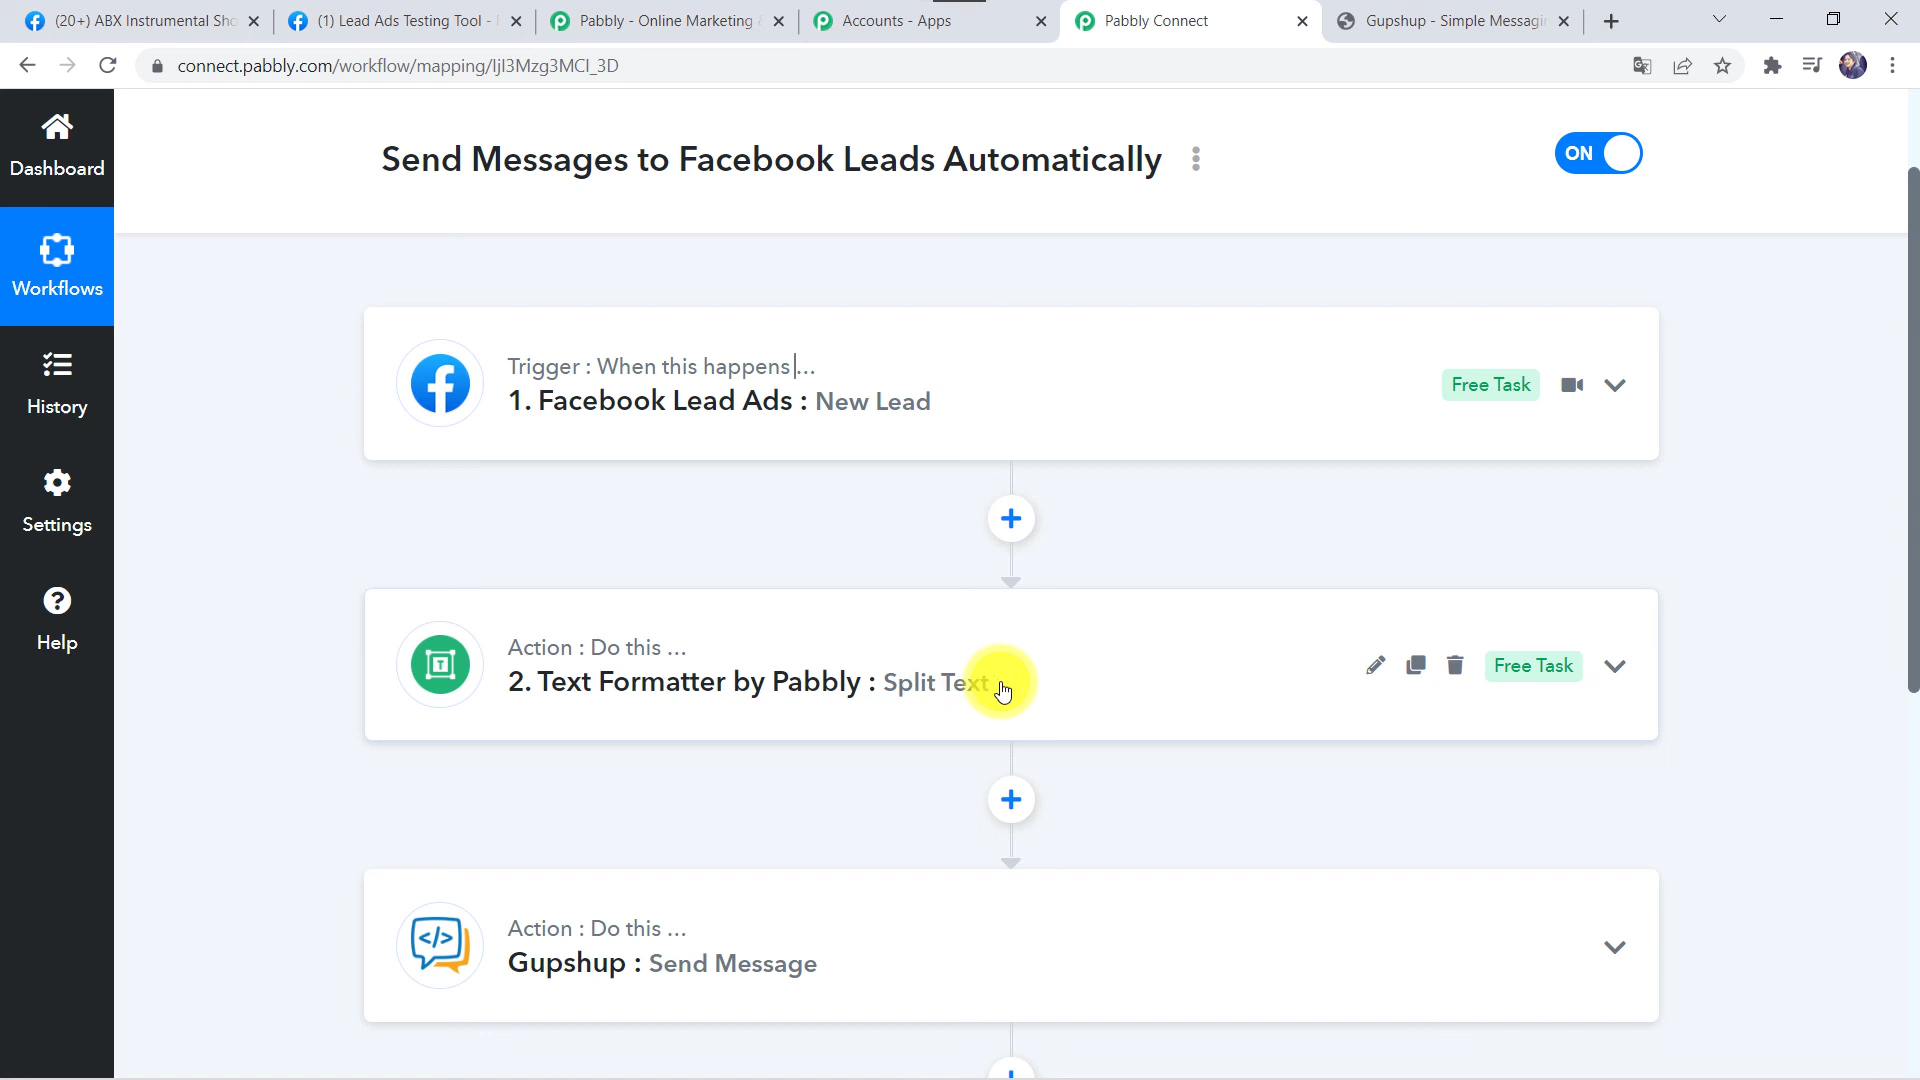 (20+) ABX Instrumental Sho
(1) Lead Ads Testing Tool -
Pabbly - Online Marketing
Accounts - Apps
Pabbly Connect
Gupshup - Simple Messagin
connect.pabbly.com/workflow/mapping/IjI3Mzg3MCI_3D
Dashboard
Workflows
History
Settings
Help
Send Messages to Facebook Leads Automatically
ON
Trigger : When this happens ...
1. Facebook Lead Ads : New Lead
Free Task
Action : Do this ...
2. Text Formatter by Pabbly : Split Text
Free Task
Action : Do this ...
Gupshup : Send Message